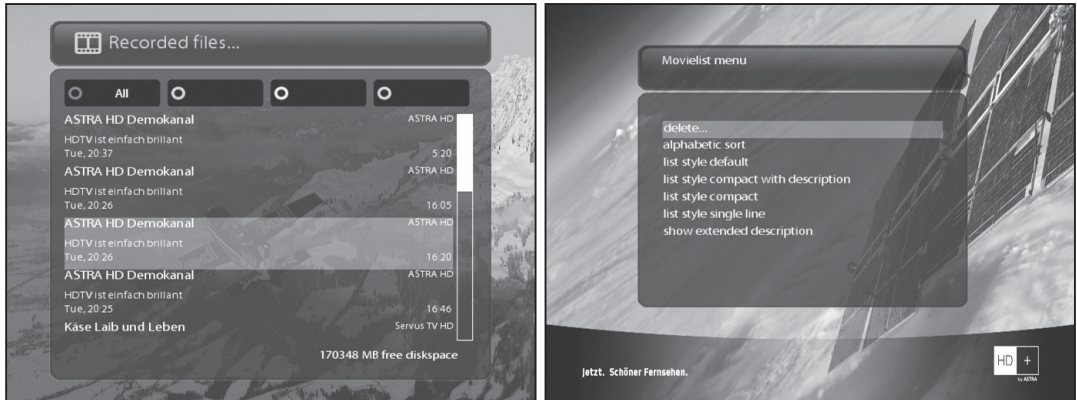 Recorded files...
All
ASTRA HD Demokanal ASTRA HD
HDTV ist einfach brillant
Tue, 20:37 5:20
ASTRA HD Demokanal ASTRA HD
HDTV ist einfach brillant
Tue, 20:26 16:05
ASTRA HD Demokanal ASTRA HD
HDTV ist einfach brillant
Tue, 20:26 16:20
ASTRA HD Demokanal ASTRA HD
HDTV ist einfach brillant
Tue, 20:25 16:46
Käse Laib und Leben Servus TV HD
170348 MB free diskspace
Movielist menu
delete...
alphabetic sort
list style default
list style compact with description
list style compact
list style single line
show extended description
Jetzt. Schöner Fernsehen.
HD +
by ASTRA